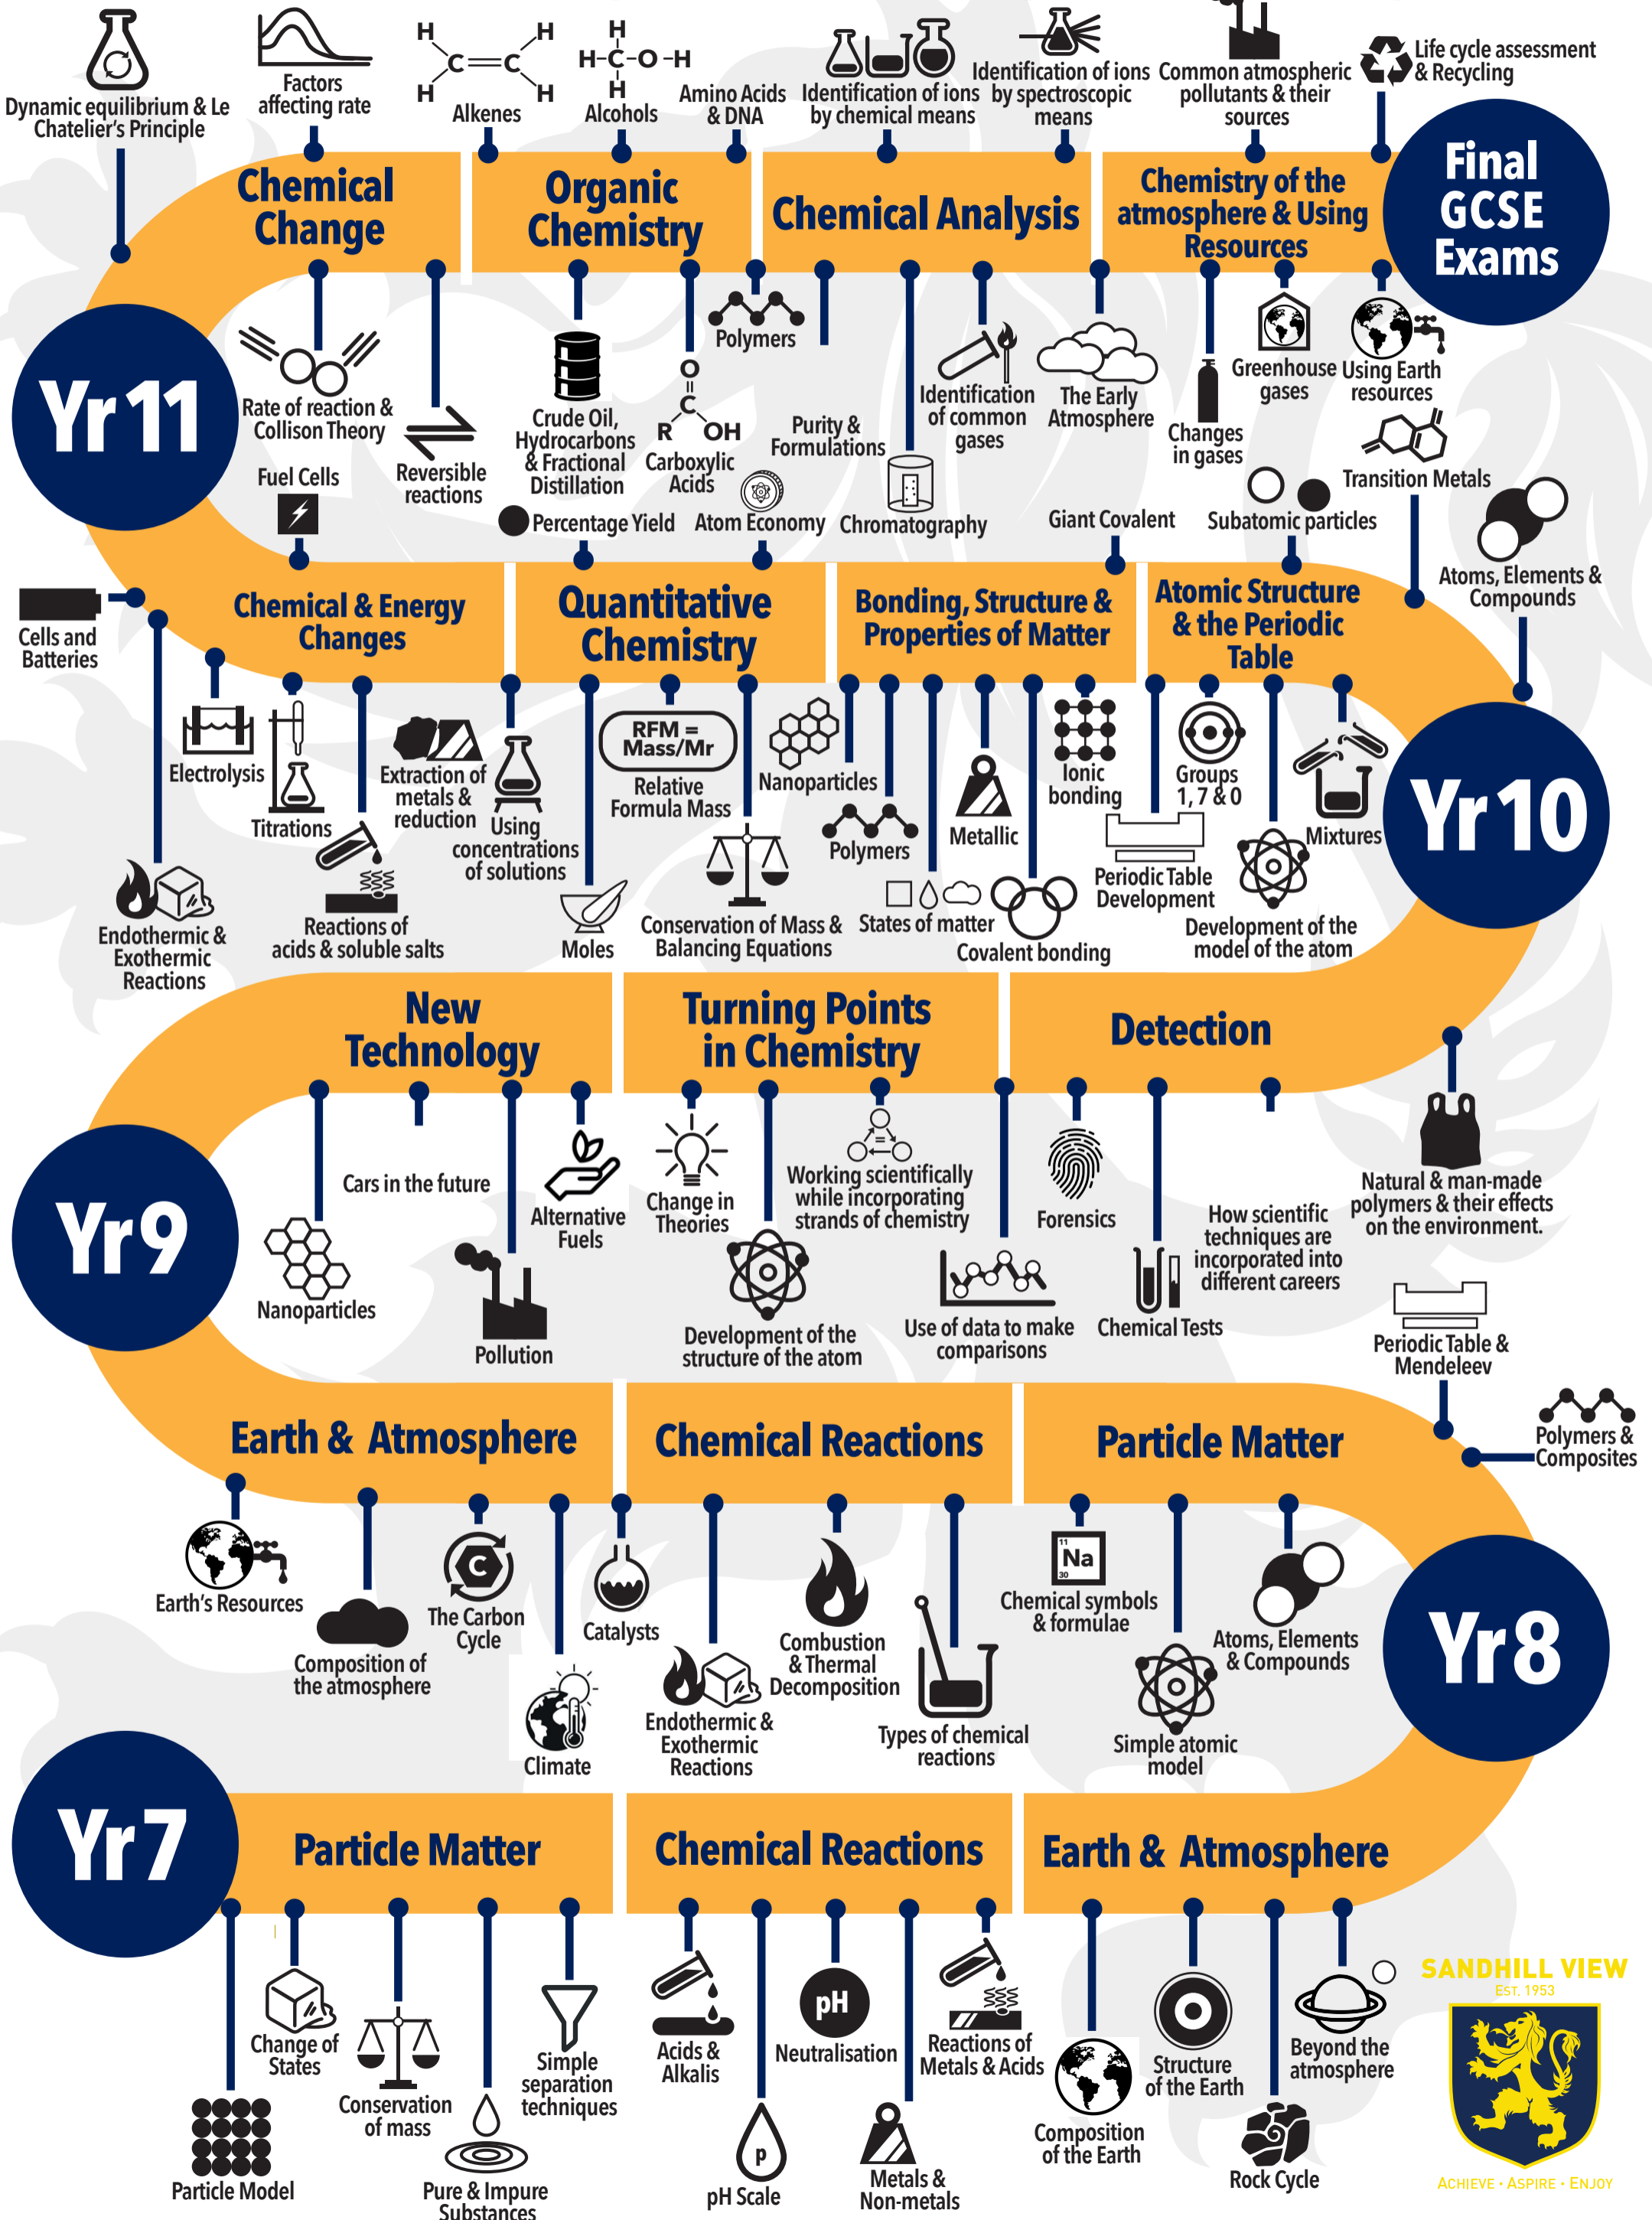 Dynamic equilibrium & Le
Chatelier's Principle
Factors
affecting rate
H
H
C
C
H
H
Alkenes
H
H-C-O-H
H
Alcohols
Amino Acids
& DNA
Identification of ions
by chemical means
Identification of ions
by spectroscopic
means
Common atmospheric
pollutants & their
sources
Life cycle assessment
& Recycling
Chemical
Change
Organic
Chemistry
Chemical Analysis
Chemistry of the
atmosphere & Using
Resources
Final
GCSE
Exams
Yr 11
Rate of reaction &
Collison Theory
Reversible
reactions
Crude Oil,
Hydrocarbons
& Fractional
Distillation
O
C
R
OH
Carboxylic
Acids
Polymers
Purity &
Formulations
Chromatography
Identification
of common
gases
The Early
Atmosphere
Changes
in gases
Greenhouse
gases
Using Earth
resources
Fuel Cells
Percentage Yield
Atom Economy
Giant Covalent
Subatomic particles
Transition Metals
Atoms, Elements &
Compounds
Cells and
Batteries
Chemical & Energy
Changes
Quantitative
Chemistry
Bonding, Structure &
Properties of Matter
Atomic Structure
& the Periodic
Table
Yr 10
Endothermic &
Exothermic
Reactions
Electrolysis
Titrations
Reactions of
acids & soluble salts
Extraction of
metals &
reduction
Using
concentrations
of solutions
Moles
RFM =
Mass/Mr
Relative
Formula Mass
Conservation of Mass &
Balancing Equations
Nanoparticles
Polymers
States of matter
Metallic
Covalent bonding
Ionic
bonding
Periodic Table
Development
Groups
1, 7 & 0
Development of the
model of the atom
Mixtures
New
Technology
Turning Points
in Chemistry
Detection
Yr 9
Nanoparticles
Cars in the future
Pollution
Alternative
Fuels
Change in
Theories
Development of the
structure of the atom
=
Working scientifically
while incorporating
strands of chemistry
Use of data to make
comparisons
Forensics
Chemical Tests
How scientific
techniques are
incorporated into
different careers
Natural & man-made
polymers & their effects
on the environment.
Periodic Table &
Mendeleev
Polymers &
Composites
Earth & Atmosphere
Chemical Reactions
Particle Matter
Yr 8
Earth's Resources
Composition of
the atmosphere
C
The Carbon
Cycle
Climate
Catalysts
Endothermic &
Exothermic
Reactions
Combustion
& Thermal
Decomposition
Types of chemical
reactions
11
Na
30
Chemical symbols
& formulae
Simple atomic
model
Atoms, Elements
& Compounds
Yr 7
Particle Matter
Chemical Reactions
Earth & Atmosphere
Particle Model
Change of
States
Conservation
of mass
Pure & Impure
Substances
Simple
separation
techniques
Acids &
Alkalis
p
pH Scale
pH
Neutralisation
Metals &
Non-metals
Reactions of
Metals & Acids
Composition
of the Earth
Structure
of the Earth
Rock Cycle
Beyond the
atmosphere
SANDHILL VIEW
EST. 1953
ACHIEVE • ASPIRE • ENJOY